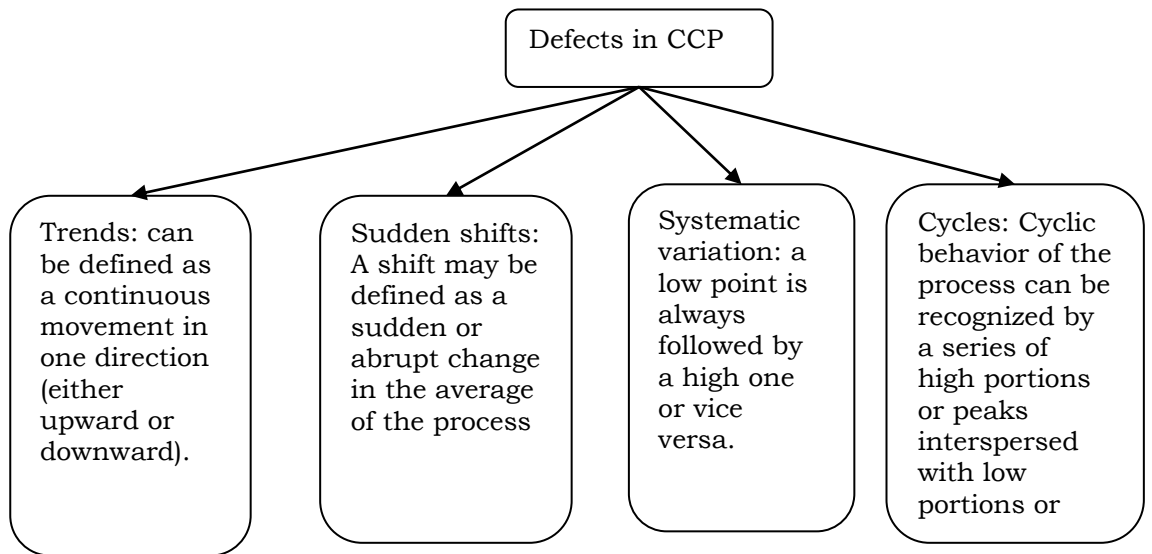 Defects in CCP
Trends: can
be defined as
a continuous
movement in
one direction
(either
upward or
downward).
Sudden shifts:
A shift may be
defined as a
sudden or
abrupt change
in the average
of the process
Systematic
variation: a
low point is
always
followed by
a high one
or vice
versa.
Cycles: Cyclic
behavior of the
process can be
recognized by
a series of
high portions
or peaks
interspersed
with low
portions or